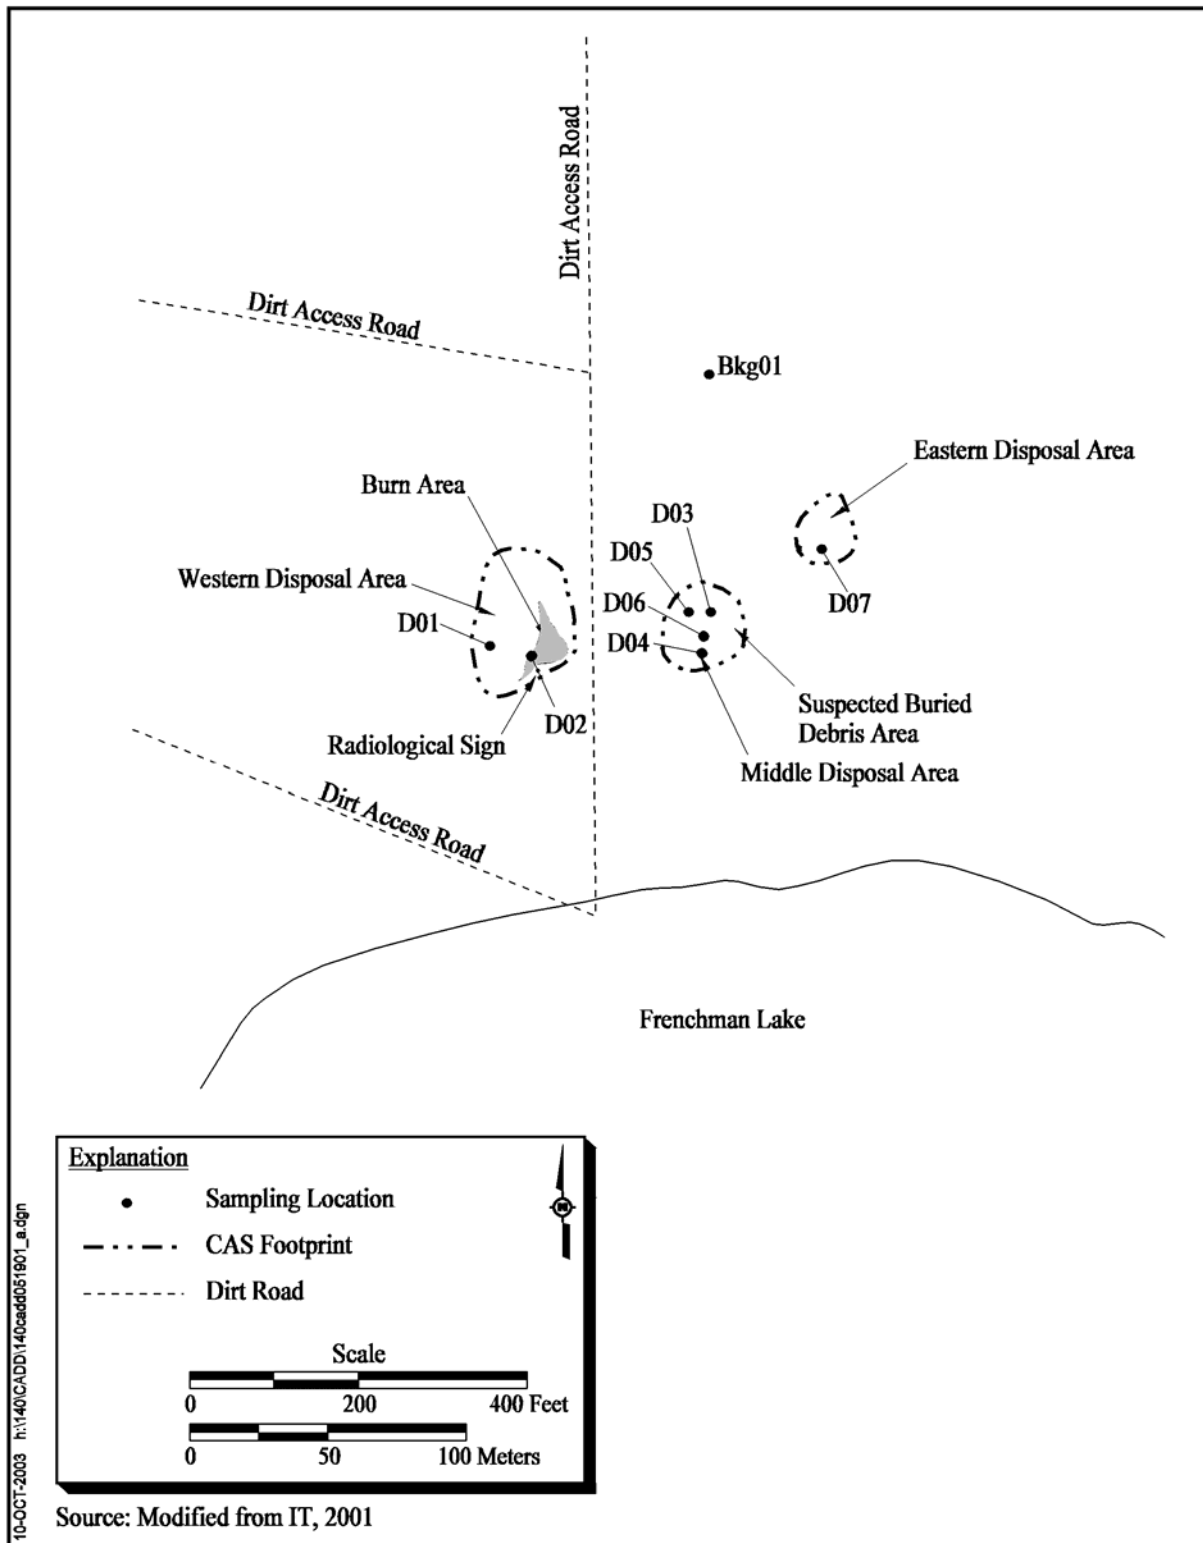 Dirt Access Road
Dirt Access Road
Bkg01
Eastern Disposal Area
Burn Area
D03
D05
Western Disposal Area
D06
D07
D01
D04
Suspected Buried
Debris Area
D02
Radiological Sign
Middle Disposal Area
Dirt Access Road
Frenchman Lake
Explanation
Sampling Location
CAS Footprint
Dirt Road
N
Scale
0 200 400 Feet
0 50 100 Meters
Source: Modified from IT, 2001
10-OCT-2003 h:\140\CADD\140cadd051901_a.dgn